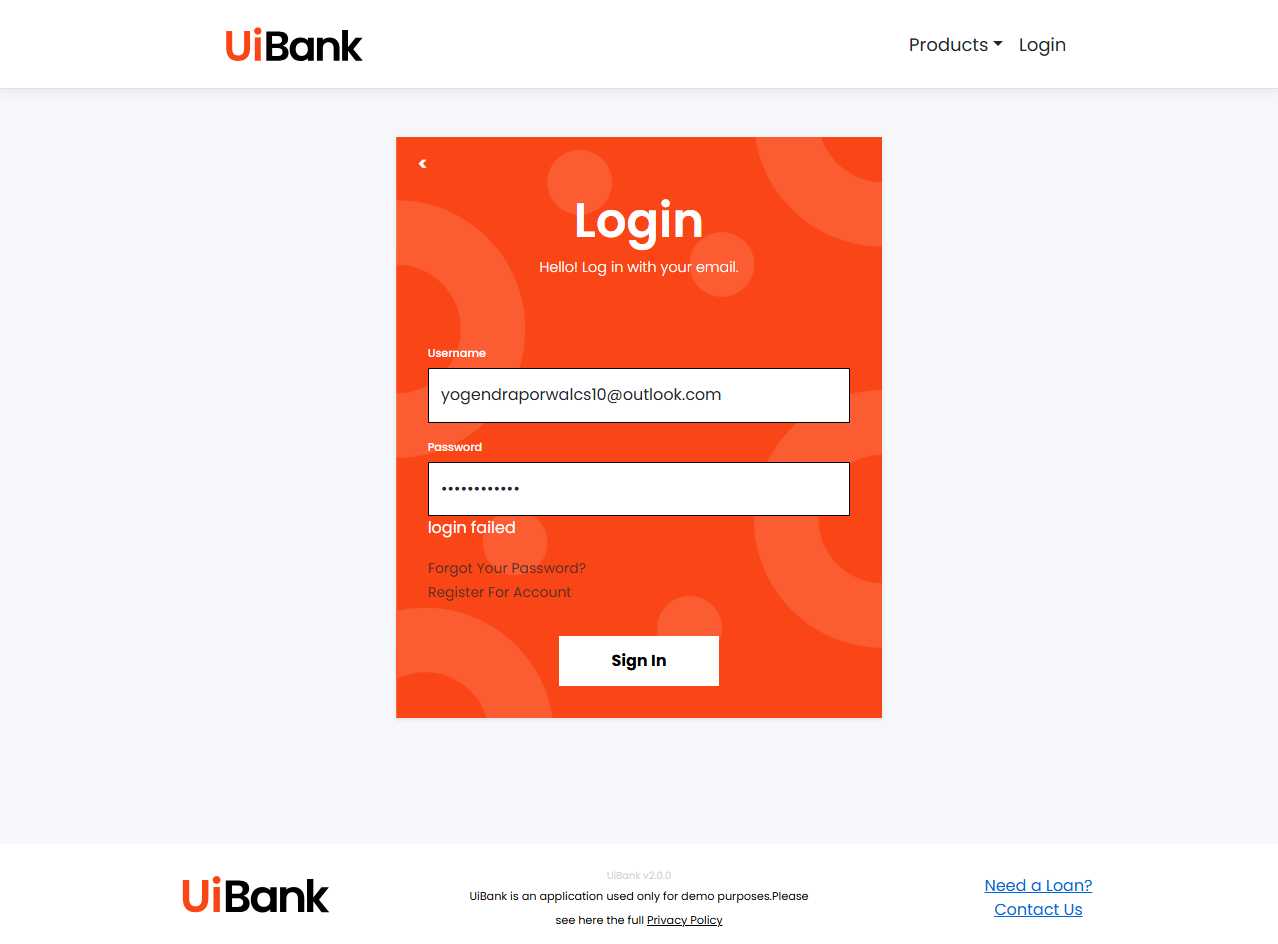 UiBank
Products Login
Login
Hello! Log in with your email.
Username
yogendraporwalcs10@outlook.com
Password
••••••••••••
login failed
Forgot Your Password?
Register For Account
Sign In
UiBank
UiBank v2.0.0
UiBank is an application used only for demo purposes.Please
see here the full Privacy Policy
Need a Loan?
Contact Us